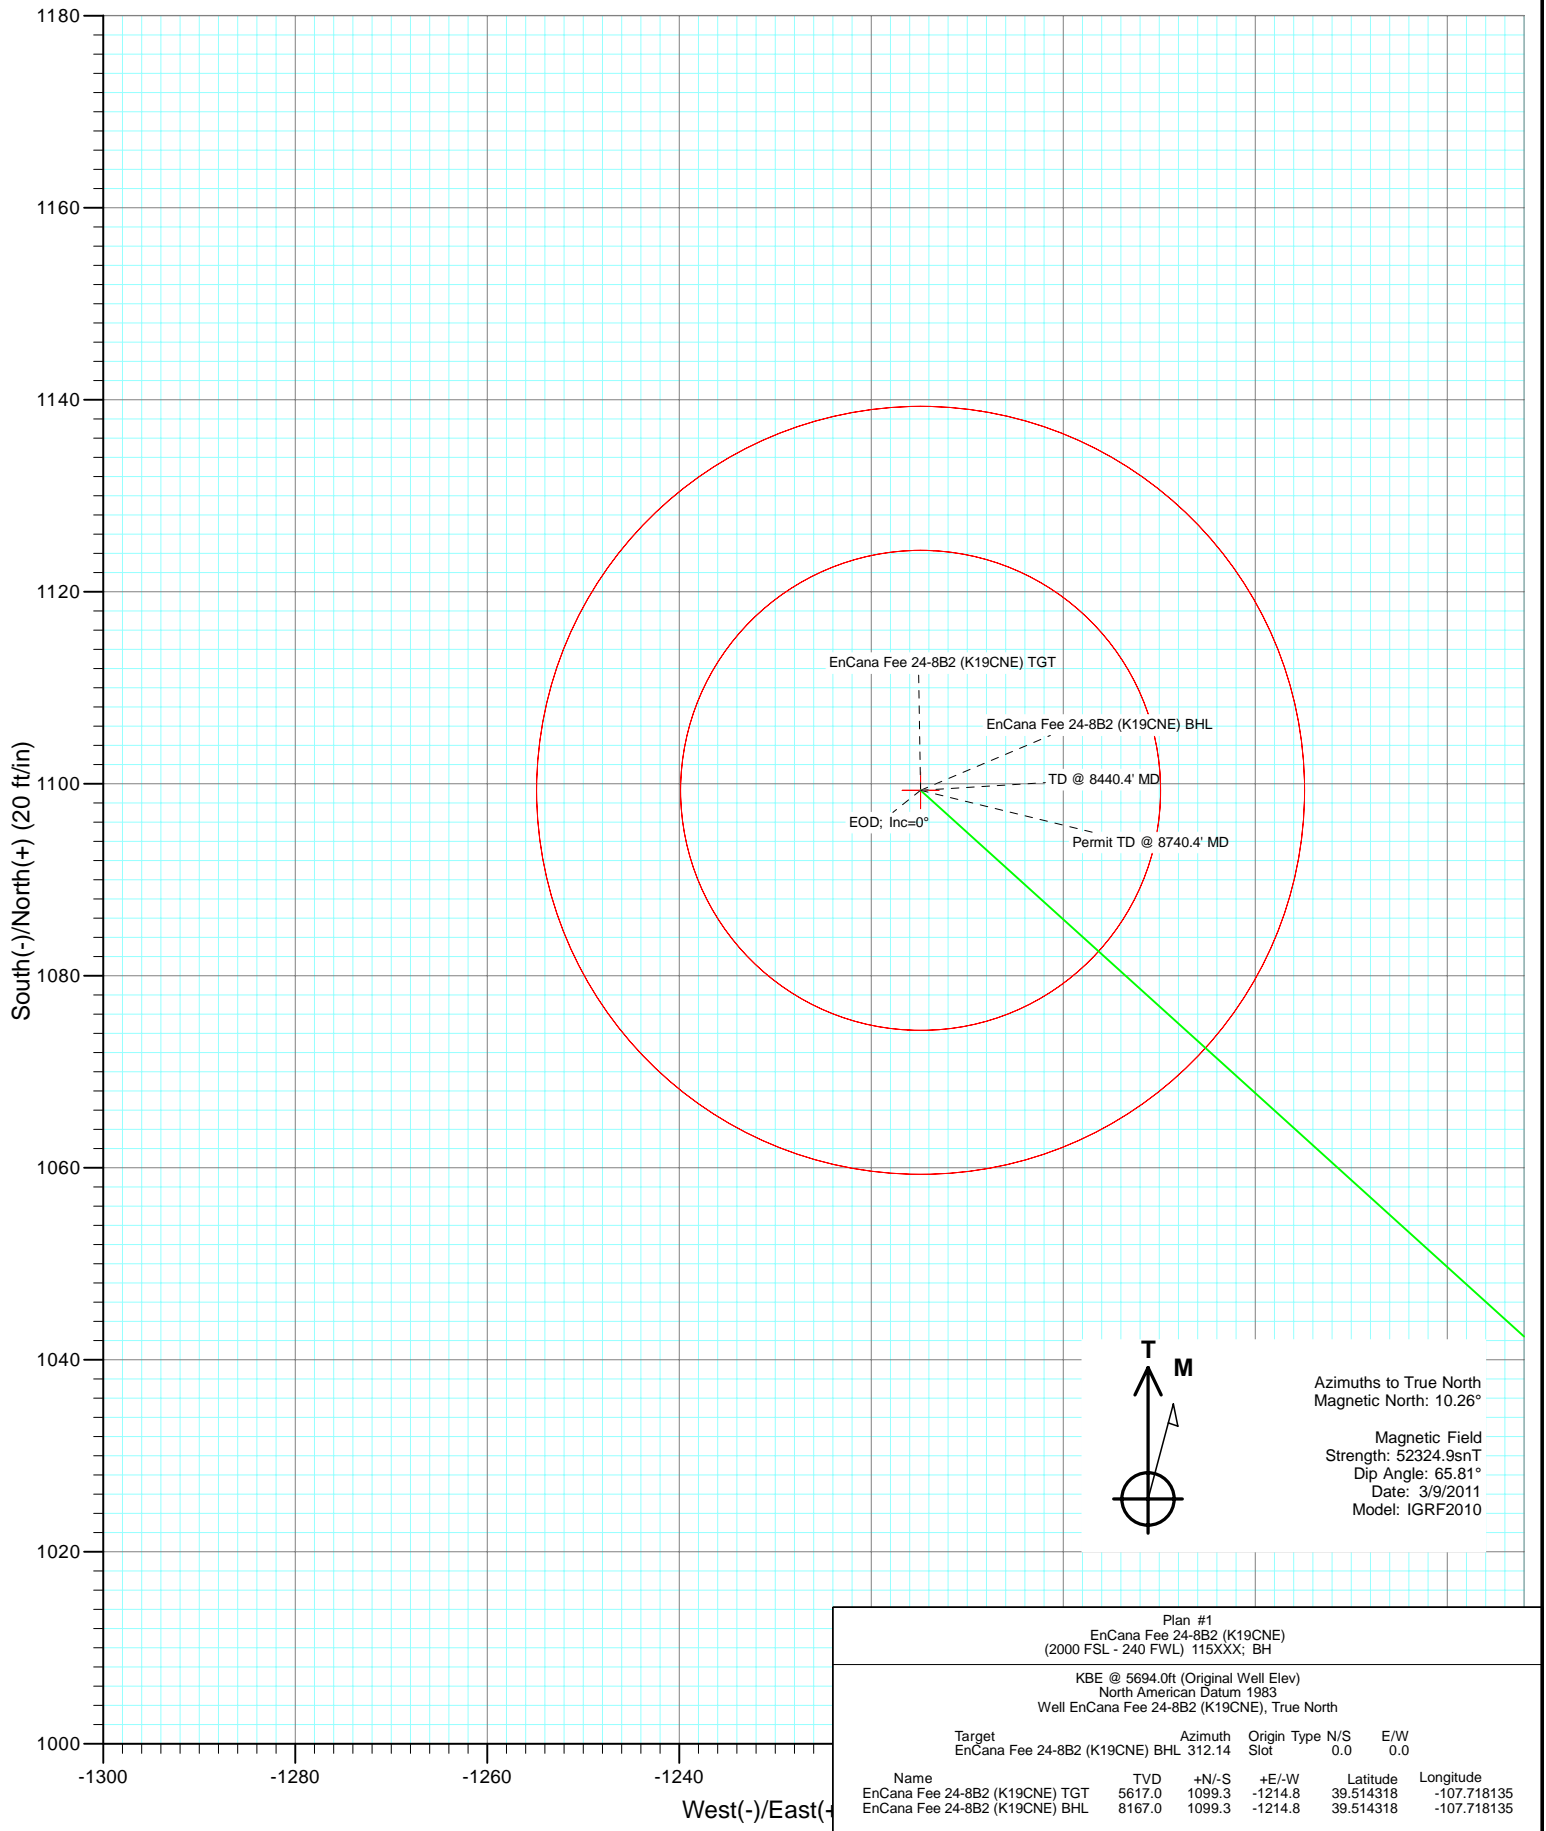 1180
1160
1140
1120
1100
1080
1060
1040
1020
1000
South(-)/North(+) (20 ft/in)
EnCana Fee 24-8B2 (K19CNE) TGT
EnCana Fee 24-8B2 (K19CNE) BHL
TD @ 8440.4' MD
EOD; Inc=0°
Permit TD @ 8740.4' MD
T
M
Azimuths to True North
Magnetic North: 10.26°
Magnetic Field
Strength: 52324.9snT
Dip Angle: 65.81°
Date: 3/9/2011
Model: IGRF2010
-1300 -1280 -1260 -1240
West(-)/East(+
Plan #1
EnCana Fee 24-8B2 (K19CNE)
(2000 FSL - 240 FWL) 115XXX; BH
KBE @ 5694.0ft (Original Well Elev)
North American Datum 1983
Well EnCana Fee 24-8B2 (K19CNE), True North
Target Azimuth Origin Type N/S E/W
EnCana Fee 24-8B2 (K19CNE) BHL 312.14 Slot 0.0 0.0
Name TVD +N/-S +E/-W Latitude Longitude
EnCana Fee 24-8B2 (K19CNE) TGT 5617.0 1099.3 -1214.8 39.514318 -107.718135
EnCana Fee 24-8B2 (K19CNE) BHL 8167.0 1099.3 -1214.8 39.514318 -107.718135